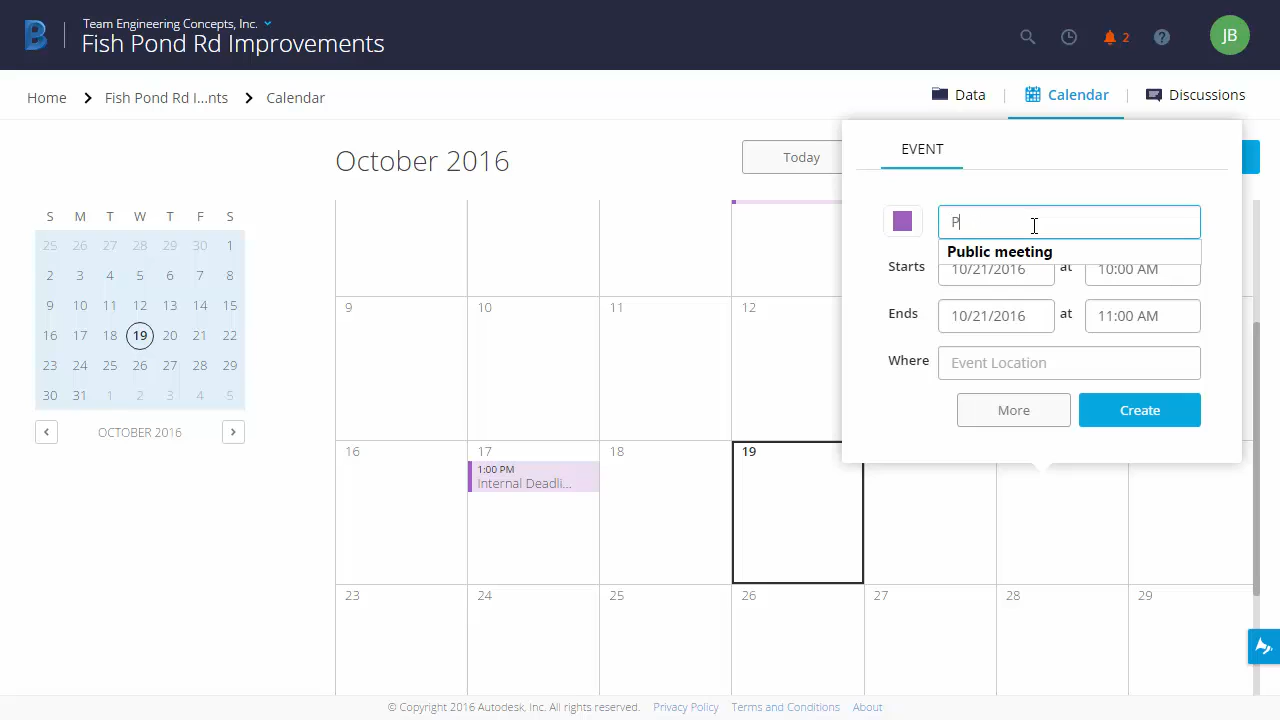 Team Engineering Concepts, Inc.
Fish Pond Rd Improvements
2
JB
Home
Fish Pond Rd I...nts
Calendar
Data
Calendar
Discussions
October 2016
Today
EVENT
P
Public meeting
Starts
10/21/2016
at
10:00 AM
Ends
10/21/2016
at
11:00 AM
Where
Event Location
More
Create
S M T W T F S
25 26 27 28 29 30 1
2 3 4 5 6 7 8
9 10 11 12 13 14 15
16 17 18 19 20 21 22
23 24 25 26 27 28 29
30 31 1 2 3 4 5
OCTOBER 2016
9 10 11 12
16 17 18 19
1:00 PM
Internal Deadli...
23 24 25 26 27 28 29
© Copyright 2016 Autodesk, Inc. All rights reserved. Privacy Policy Terms and Conditions About